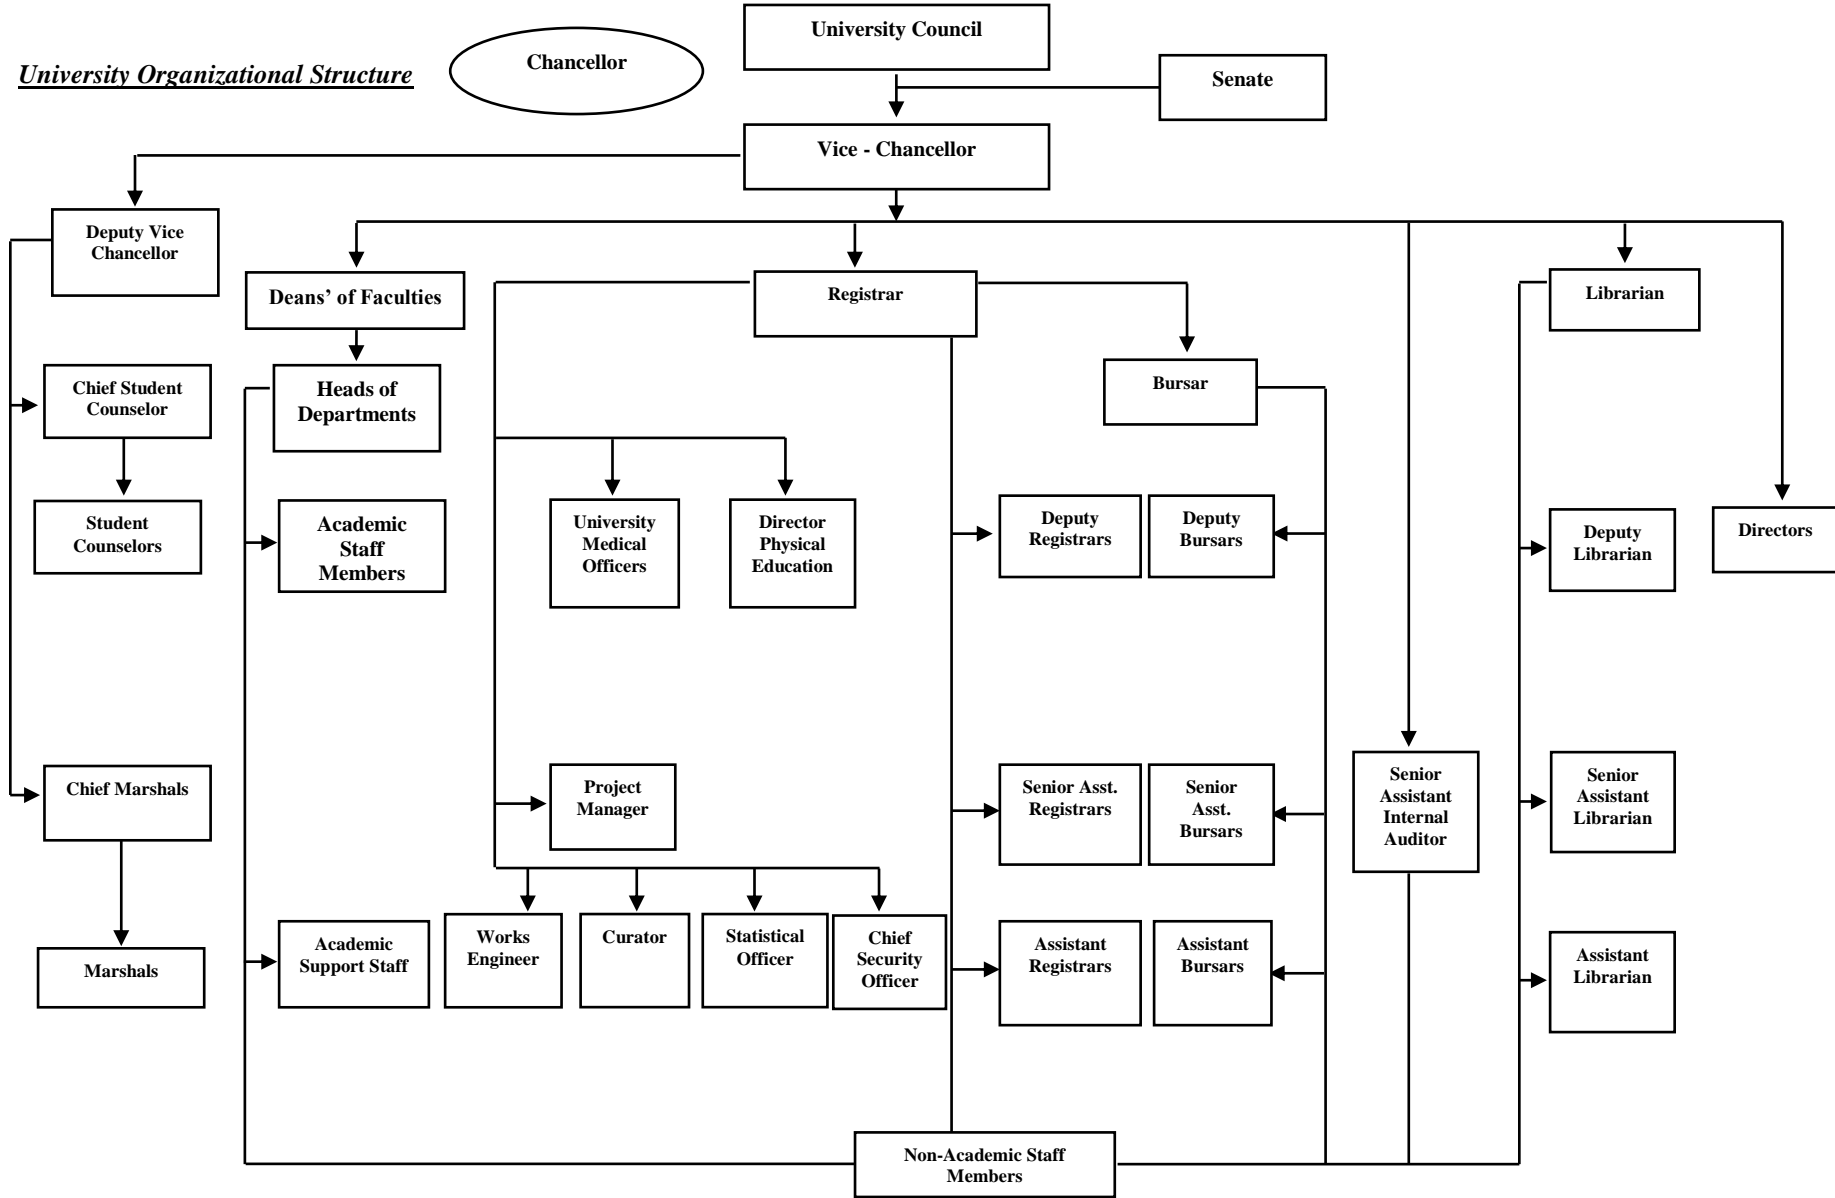 University Organizational Structure
Chancellor
University Council
Senate
Vice - Chancellor
Deputy Vice
Chancellor
Deans’ of Faculties
Registrar
Librarian
Chief Student
Counselor
Heads of
Departments
Bursar
Student
Counselors
Academic
Staff
Members
University
Medical
Officers
Director
Physical
Education
Deputy
Registrars
Deputy
Bursars
Deputy
Librarian
Directors
Chief Marshals
Project
Manager
Senior Asst.
Registrars
Senior
Asst.
Bursars
Senior
Assistant
Internal
Auditor
Senior
Assistant
Librarian
Marshals
Academic
Support Staff
Works
Engineer
Curator
Statistical
Officer
Chief
Security
Officer
Assistant
Registrars
Assistant
Bursars
Assistant
Librarian
Non-Academic Staff
Members